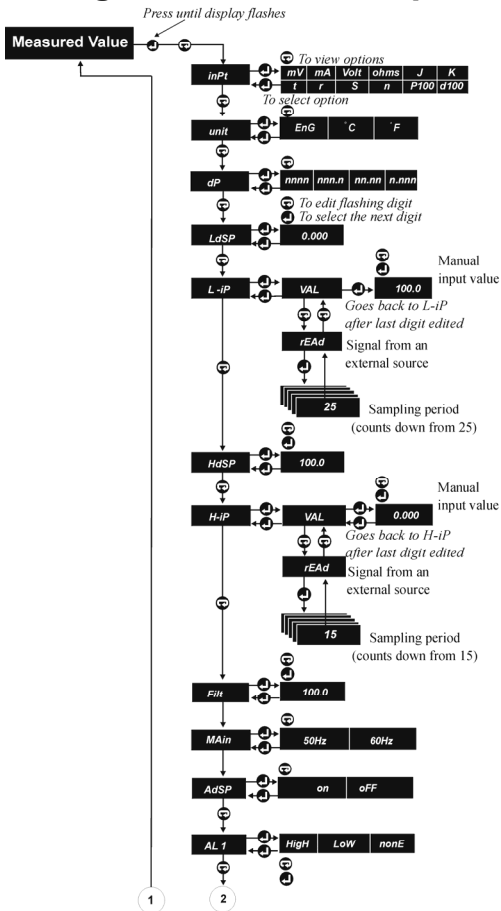 Press until display flashes
Measured Value
To view options
inPt
mV mA Volt ohms J K
t r S n P100 d100
To select option
unit
EnG °C °F
dP
nnnn nnn.n nn.nn n.nnn
To edit flashing digit
To select the next digit
LdSP
0.000
Manual
input value
L-iP
VAL
100.0
Goes back to L-iP
after last digit edited
rEAd
Signal from an
external source
25
Sampling period
(counts down from 25)
HdSP
100.0
Manual
input value
H-iP
VAL
0.000
Goes back to H-iP
after last digit edited
rEAd
Signal from an
external source
15
Sampling period
(counts down from 15)
Filt
100.0
MAin
50Hz 60Hz
AdSP
on oFF
AL1
HigH LoW nonE
1
2